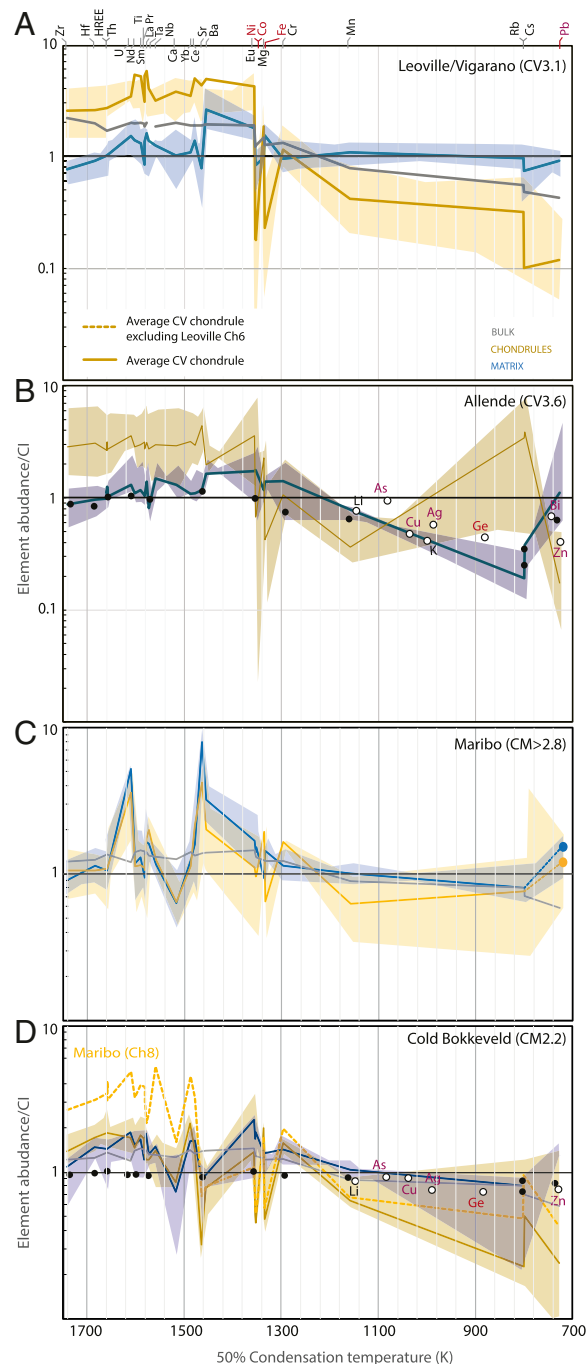 A
Zr
Hf
HREE
Th
U
Nd
Sm
Ti
La
Pr
Ta
Nb
Ca
Yb
Ce
Sr
Ba
Eu
Ni
Mg
Co
Fe
Cr
Mn
Rb
Cs
Pb
10
1
0.1
Leoville/Vigarano (CV3.1)
Average CV chondrule
excluding Leoville Ch6
Average CV chondrule
BULK
CHONDRULES
MATRIX
B
10
1
0.1
Element abudance/CI
Allende (CV3.6)
Li
As
Cu
Ag
K
Ge
Bi
Zn
C
10
1
Maribo (CM>2.8)
D
10
1
Element abudance/CI
Maribo (Ch8)
Cold Bokkeveld (CM2.2)
Li
As
Cu
Ag
Ge
Zn
1700
1500
1300
1100
900
700
50% Condensation temperature (K)